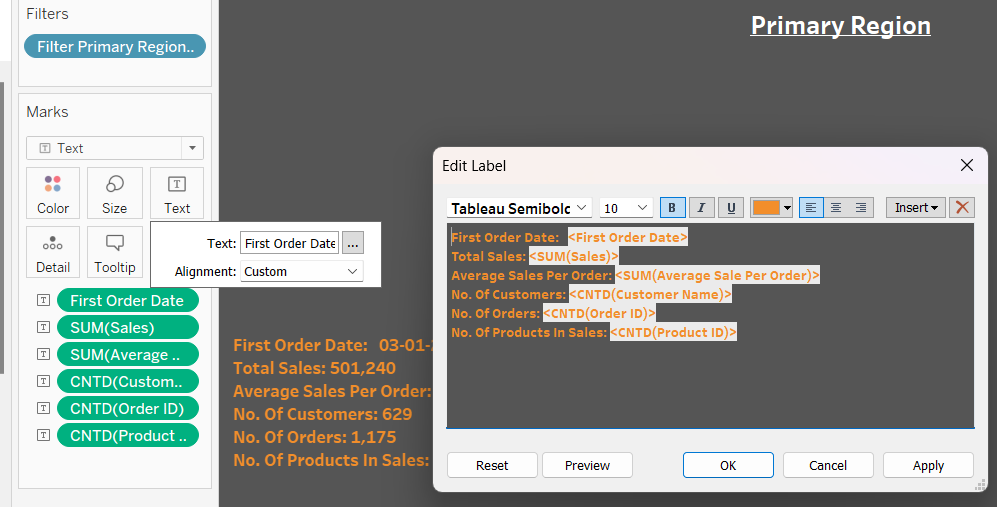 Filters
Filter Primary Region..
Marks
Text
Color
Size
Text
Detail
Tooltip
Text: First Order Date ...
Alignment: Custom
First Order Date
SUM(Sales)
SUM(Average ..
CNTD(Custom..
CNTD(Order ID)
CNTD(Product ..
Primary Region
First Order Date: 03-01-
Total Sales: 501,240
Average Sales Per Order:
No. Of Customers: 629
No. Of Orders: 1,175
No. Of Products In Sales:
Edit Label
Tableau Semibold 10 B I U Insert
First Order Date: <First Order Date>
Total Sales: <SUM(Sales)>
Average Sales Per Order: <SUM(Average Sale Per Order)>
No. Of Customers: <CNTD(Customer Name)>
No. Of Orders: <CNTD(Order ID)>
No. Of Products In Sales: <CNTD(Product ID)>
Reset
Preview
OK
Cancel
Apply